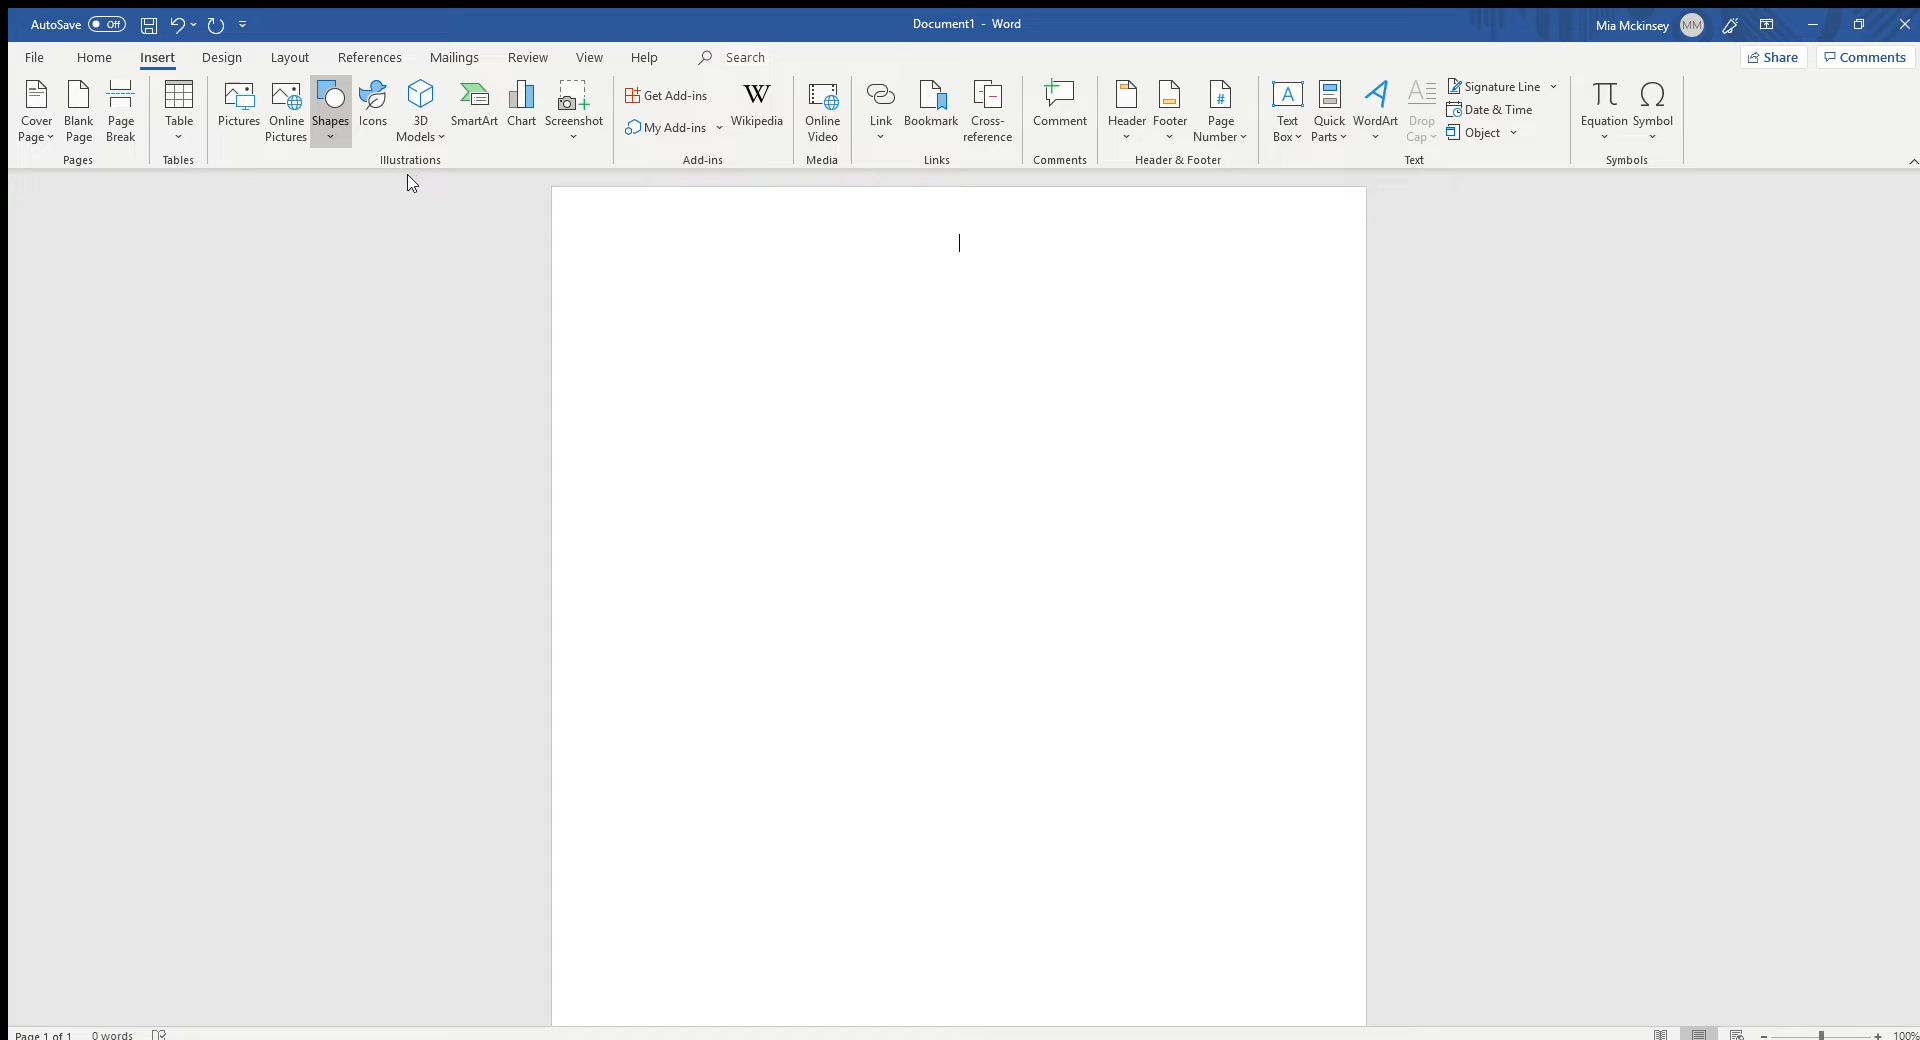 AutoSave Off
Document1 - Word
Mia Mckinsey MM
File Home Insert Design Layout References Mailings Review View Help Search
Share Comments
Cover Page
Blank Page
Page Break
Pages
Table
Tables
Pictures
Online Pictures
Shapes
Icons
3D Models
SmartArt
Chart
Screenshot
Illustrations
Get Add-ins
My Add-ins
W
Wikipedia
Add-ins
Online Video
Media
Link
Bookmark
Cross-reference
Links
Comment
Comments
Header
Footer
#
Page Number
Header & Footer
A
Text Box
Quick Parts
A
WordArt
A
Drop Cap
Signature Line
Date & Time
Object
Text
π
Equation
Ω
Symbol
Symbols
Page 1 of 1 0 words
100%